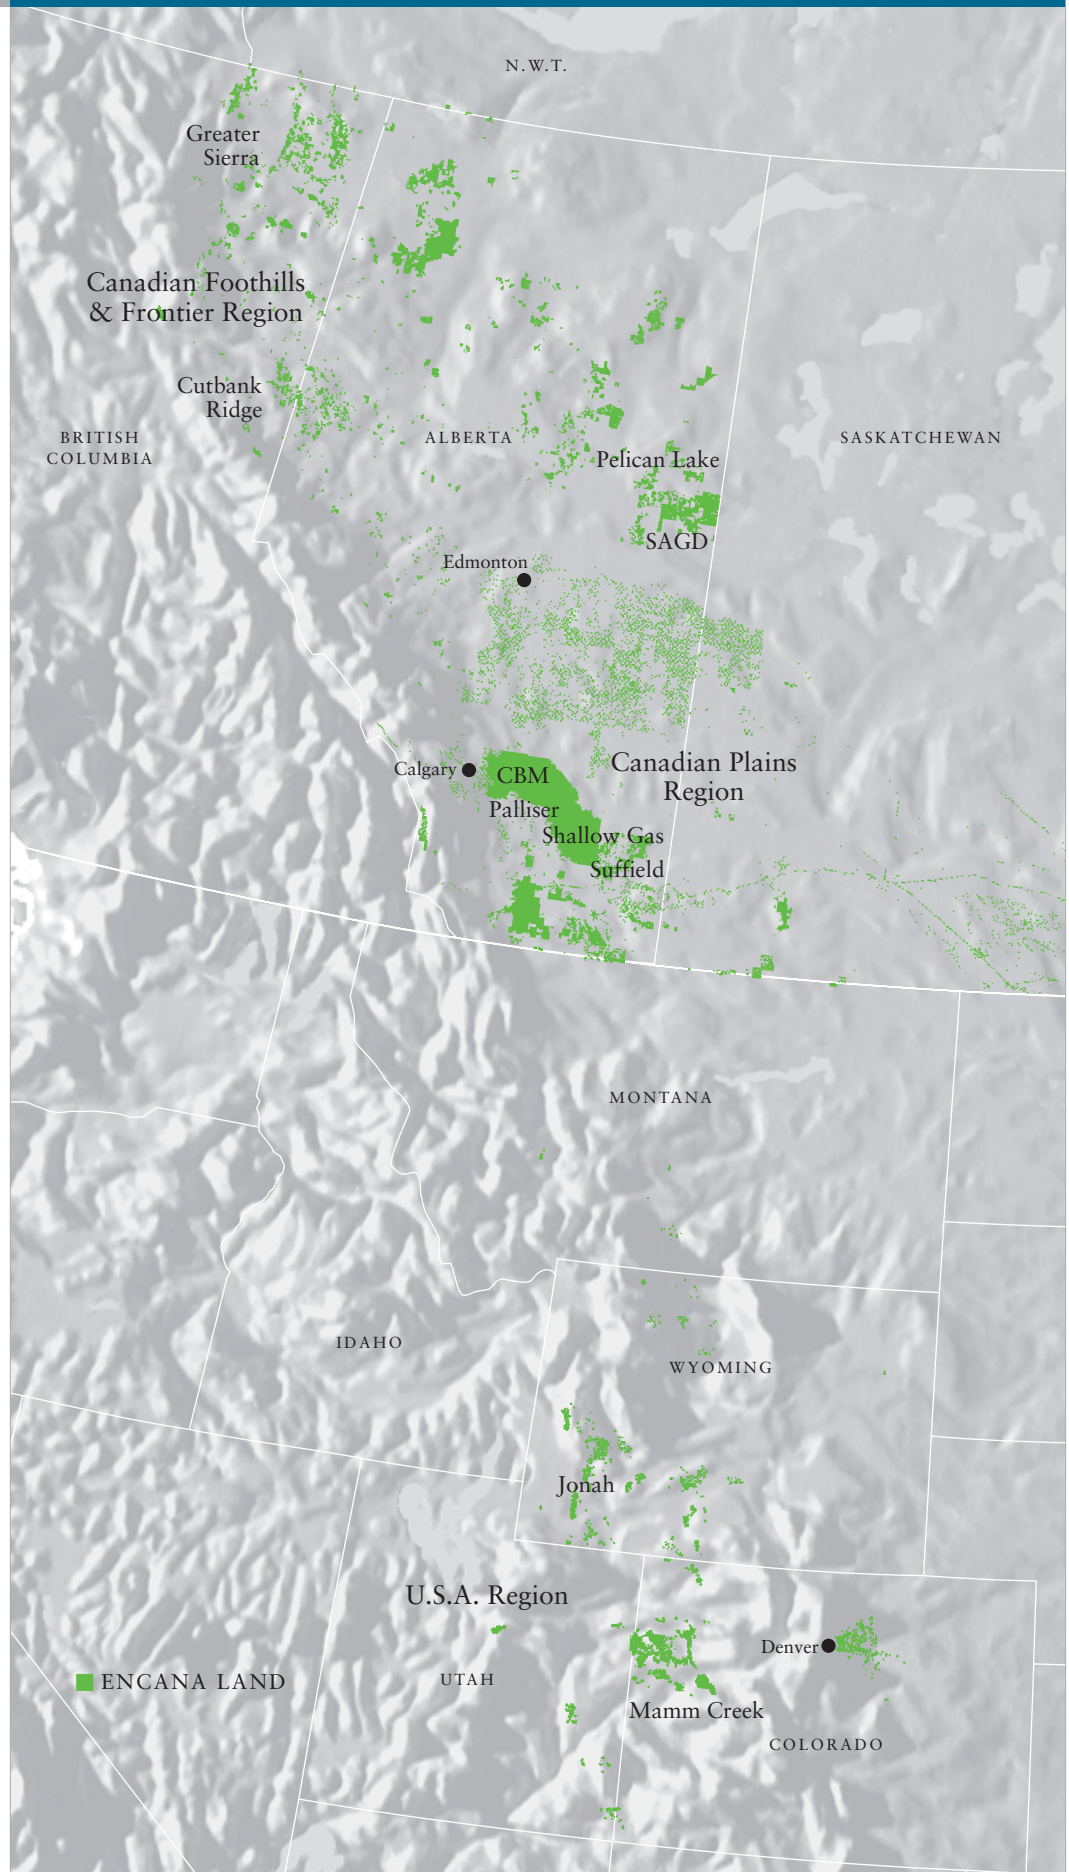 N.W.T.
Greater
Sierra
Canadian Foothills
& Frontier Region
Cutbank
Ridge
BRITISH
COLUMBIA
ALBERTA
SASKATCHEWAN
Pelican Lake
SAGD
Edmonton
Calgary
CBM
Canadian Plains
Region
Palliser
Shallow Gas
Suffield
MONTANA
IDAHO
WYOMING
Jonah
U.S.A. Region
Denver
ENCANA LAND
UTAH
Mamm Creek
COLORADO